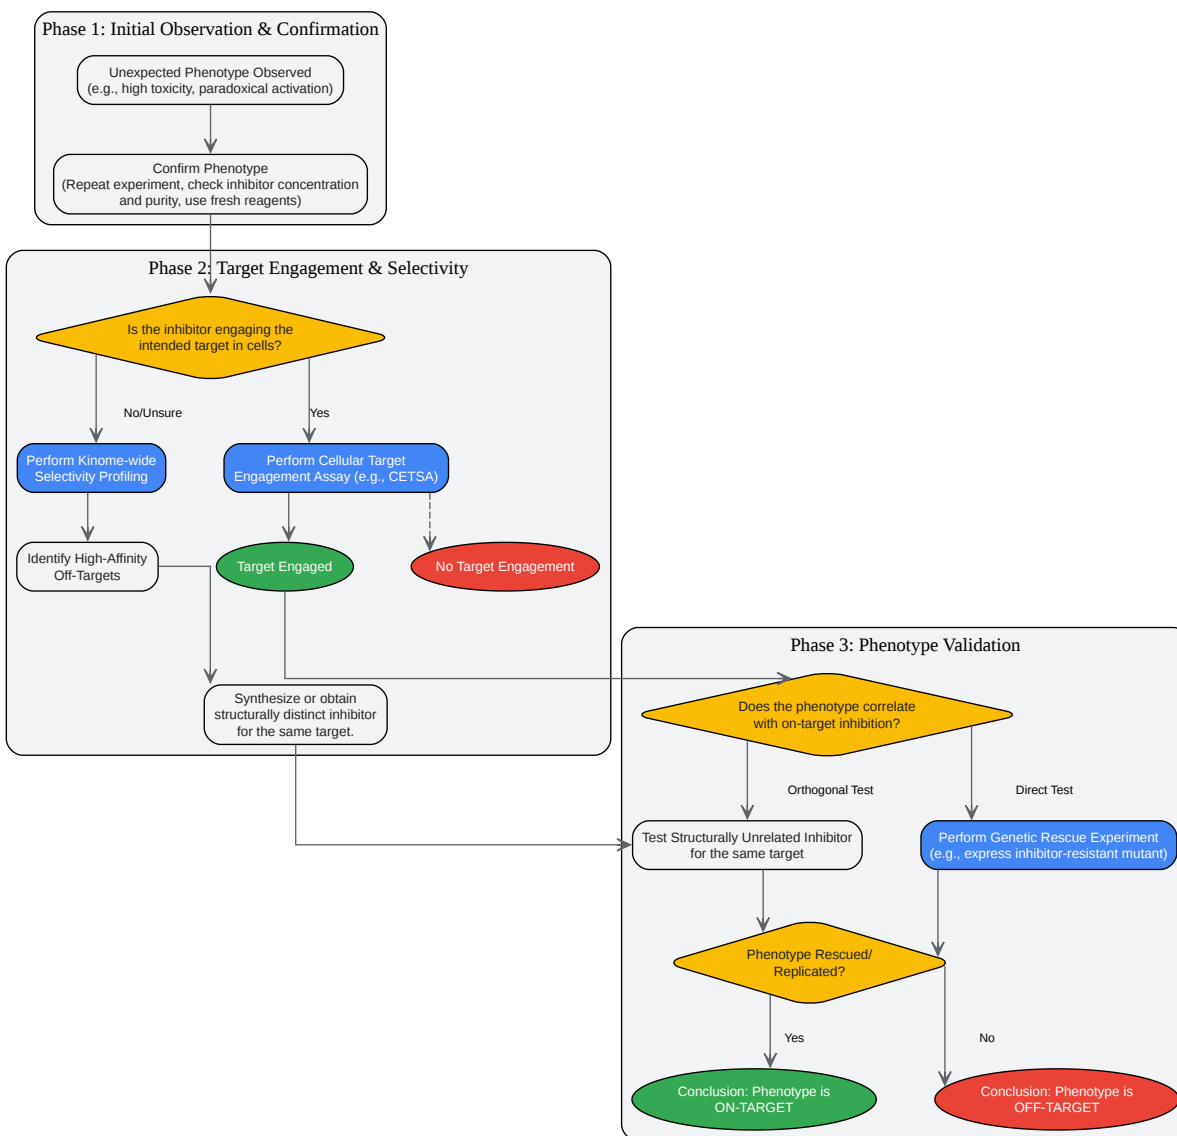 Phase 1: Initial Observation & Confirmation
Unexpected Phenotype Observed
(e.g., high toxicity, paradoxical activation)
Confirm Phenotype
(Repeat experiment, check inhibitor concentration
and purity, use fresh reagents)
Phase 2: Target Engagement & Selectivity
Is the inhibitor engaging the
intended target in cells?
No/Unsure
Yes
Perform Kinome-wide
Selectivity Profiling
Perform Cellular Target
Engagement Assay (e.g., CETSA)
Identify High-Affinity
Off-Targets
Target Engaged
No Target Engagement
Synthesize or obtain
structurally distinct inhibitor
for the same target.
Phase 3: Phenotype Validation
Does the phenotype correlate
with on-target inhibition?
Orthogonal Test
Direct Test
Test Structurally Unrelated Inhibitor
for the same target
Perform Genetic Rescue Experiment
(e.g., express inhibitor-resistant mutant)
Phenotype Rescued/
Replicated?
Yes
No
Conclusion: Phenotype is
ON-TARGET
Conclusion: Phenotype is
OFF-TARGET